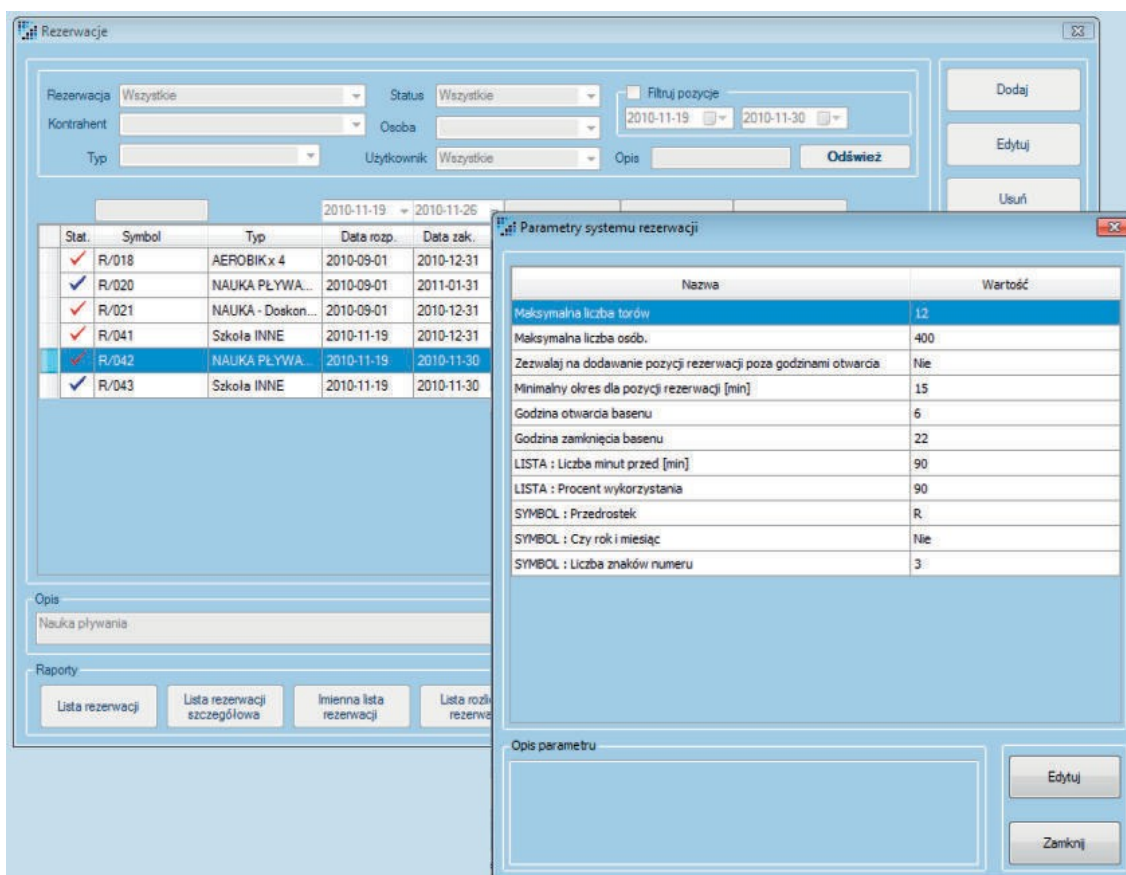 Rezerwacje
Rezerwacja Wszystkie Status Wszystkie Filtruj pozycje
Kontrahent Osoba 2010-11-19 2010-11-30
Typ Użytkownik Wszystkie Opis Odśwież
Dodaj
Edytuj
Usuń
2010-11-19 2010-11-26
Stat. Symbol Typ Data rozp. Data zak.
R/018 AEROBIK x 4 2010-09-01 2010-12-31
R/020 NAUKA PŁYWA... 2010-09-01 2011-01-31
R/021 NAUKA - Doskon... 2010-09-01 2010-12-31
R/041 Szkoła INNE 2010-11-19 2010-12-31
R/042 NAUKA PŁYWA... 2010-11-19 2010-11-30
R/043 Szkoła INNE 2010-11-19 2010-11-30
Opis
Nauka pływania
Raporty
Lista rezerwacji
Lista rezerwacji
szczegółowa
Imienna lista
rezerwacji
Lista
Parametry systemu rezerwacji
Nazwa Wartość
Maksymalna liczba torów 12
Maksymalna liczba osób. 400
Zezwalaj na dodawanie pozycji rezerwacji poza godzinami otwarcia Nie
Minimalny okres dla pozycji rezerwacji [min] 15
Godzina otwarcia basenu 6
Godzina zamknięcia basenu 22
LISTA : Liczba minut przed [min] 90
LISTA : Procent wykorzystania 90
SYMBOL : Przedrostek R
SYMBOL : Czy rok i miesiąc Nie
SYMBOL : Liczba znaków numeru 3
Opis parametru
Edytuj
Zamknij